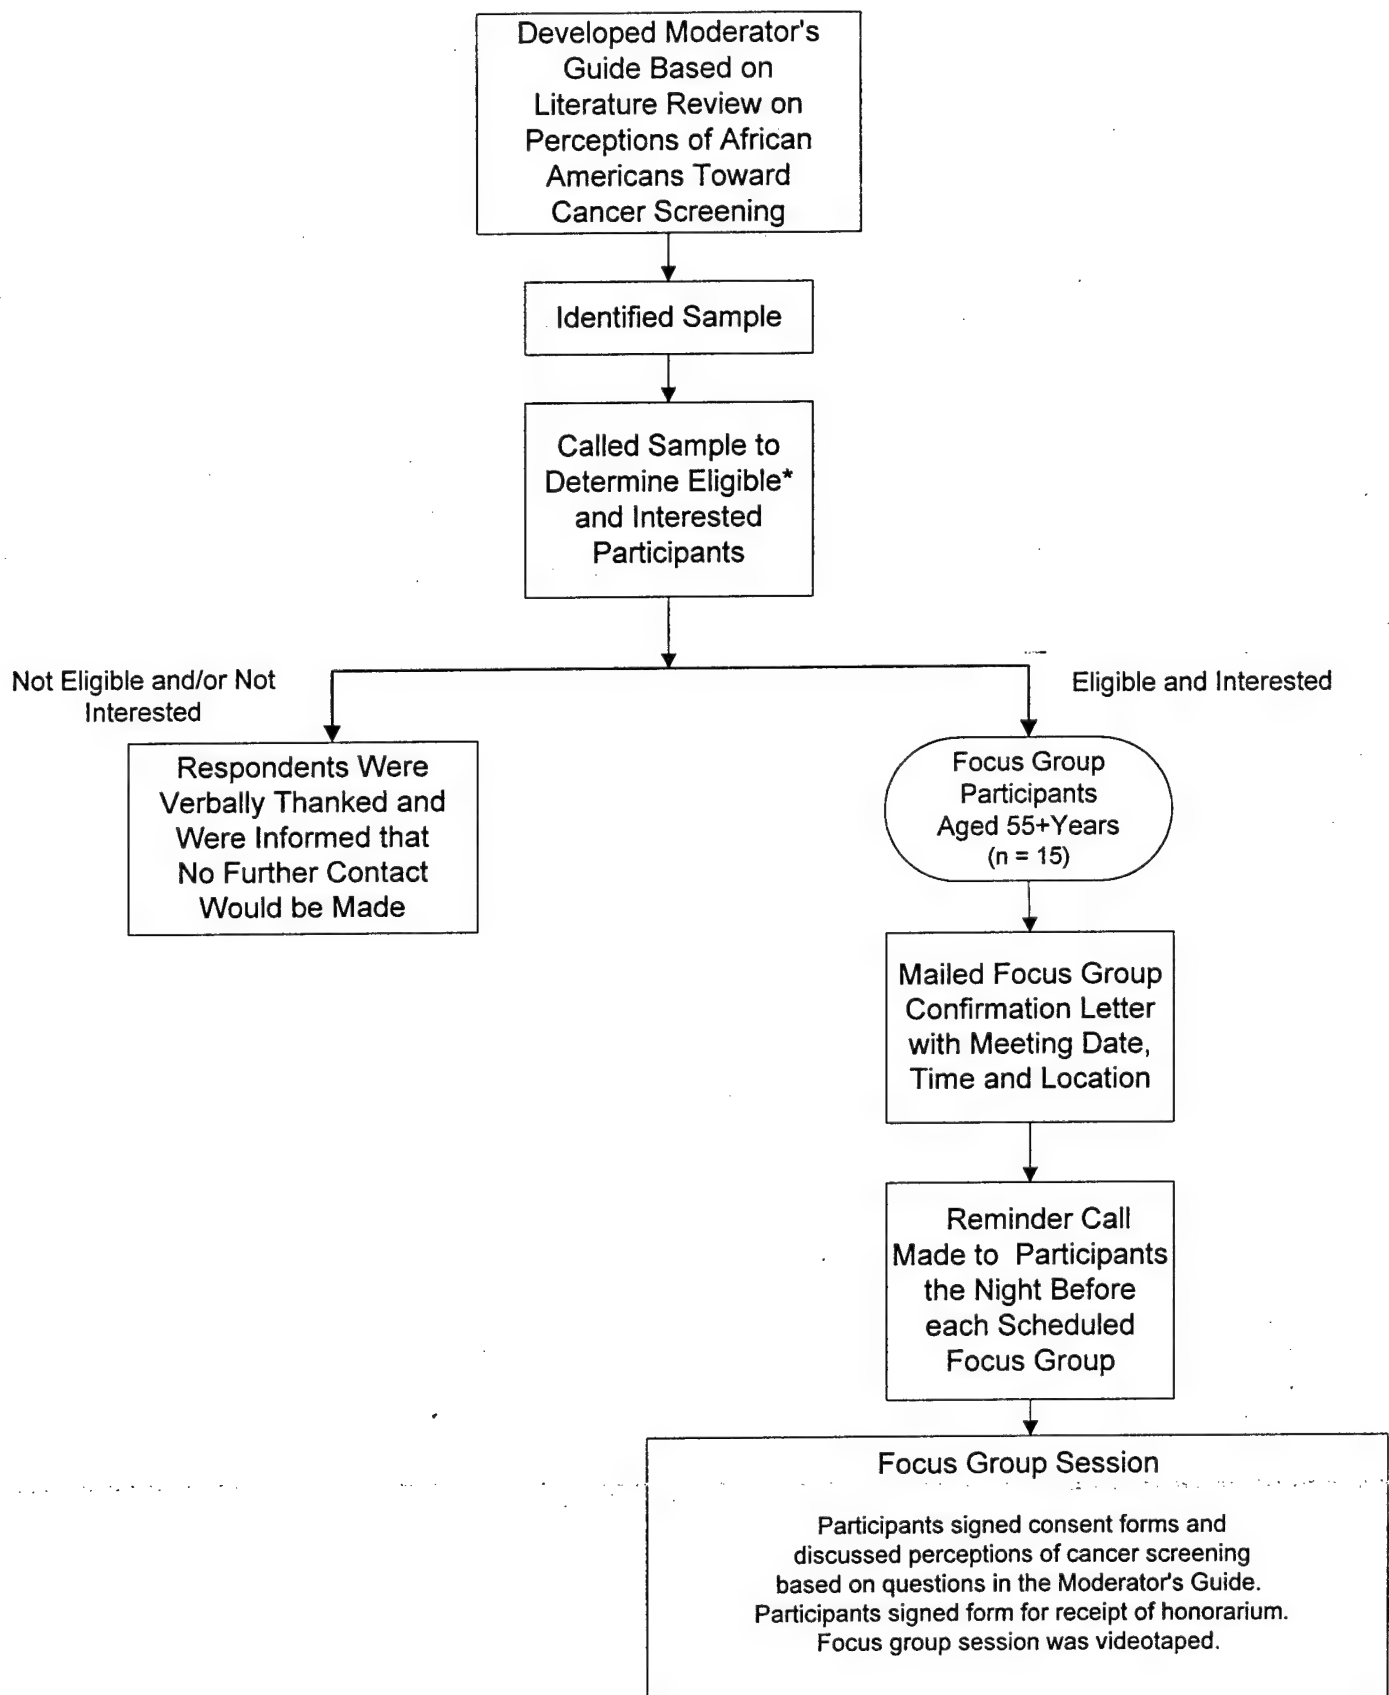 Developed Moderator's
Guide Based on
Literature Review on
Perceptions of African
Americans Toward
Cancer Screening
Identified Sample
Called Sample to
Determine Eligible*
and Interested
Participants
Not Eligible and/or Not
Interested
Eligible and Interested
Respondents Were
Verbally Thanked and
Were Informed that
No Further Contact
Would be Made
Focus Group
Participants
Aged 55+Years
(n = 15)
Mailed Focus Group
Confirmation Letter
with Meeting Date,
Time and Location
Reminder Call
Made to Participants
the Night Before
each Scheduled
Focus Group
Focus Group Session
Participants signed consent forms and
discussed perceptions of cancer screening
based on questions in the Moderator's Guide.
Participants signed form for receipt of honorarium.
Focus group session was videotaped.